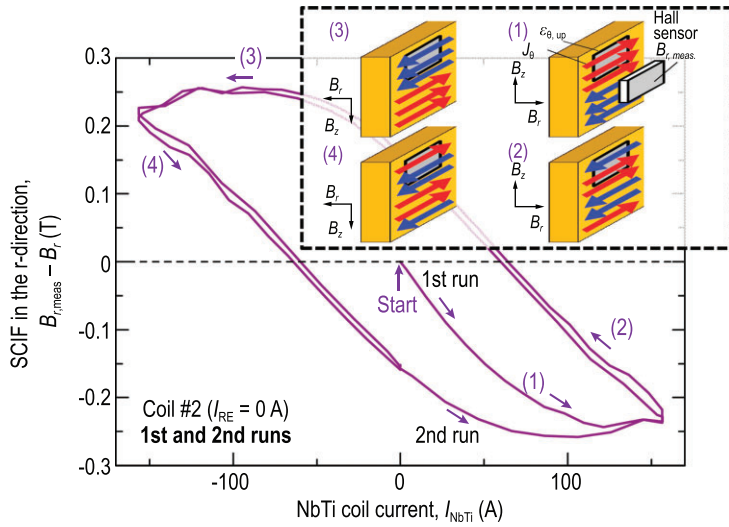 (3)
(1)
ε_θ, up
Hall
sensor
B_r, meas.
J_θ
B_r
B_z
B_z
B_r
(4)
(2)
B_r
B_z
B_z
B_r
0.3
(3)
0.2
(4)
0.1
0
1st run
Start
(2)
-0.1
(1)
-0.2
Coil #2 (I_RE = 0 A)
1st and 2nd runs
2nd run
-0.3
-100
0
100
NbTi coil current, I_NbTi (A)
SCIF in the r-direction,
B_r,meas − B_r (T)